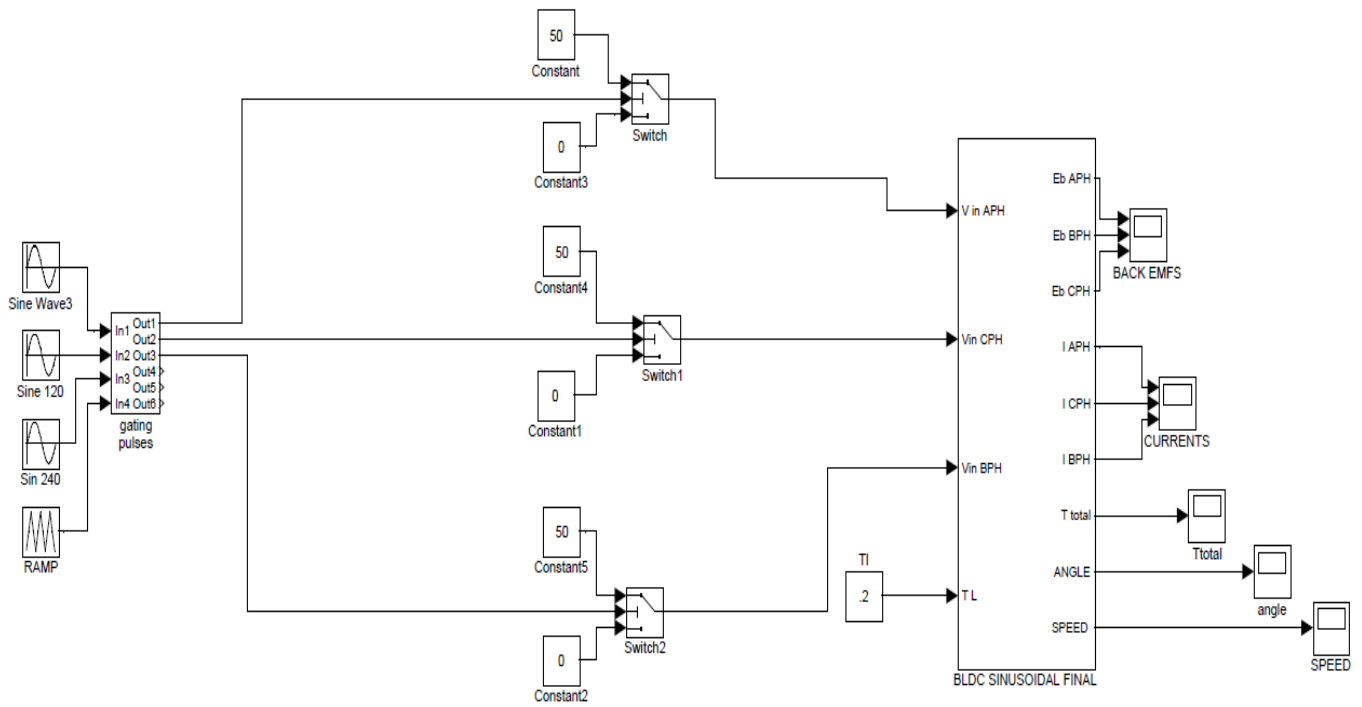 50
Constant
Switch
0
Constant3
50
Constant4
Switch1
0
Constant1
50
Constant5
Switch2
0
Constant2
Sine Wave3
Sine 120
Sin 240
RAMP
In1 Out1
Out2
In2 Out3
In3 Out4
Out5
In4 Out6
gating
pulses
Tl
.2
V in APH
Vin CPH
Vin BPH
T L
Eb APH
Eb BPH
Eb CPH
I APH
I CPH
I BPH
T total
ANGLE
SPEED
BLDC SINUSOIDAL FINAL
BACK EMFS
CURRENTS
Ttotal
angle
SPEED